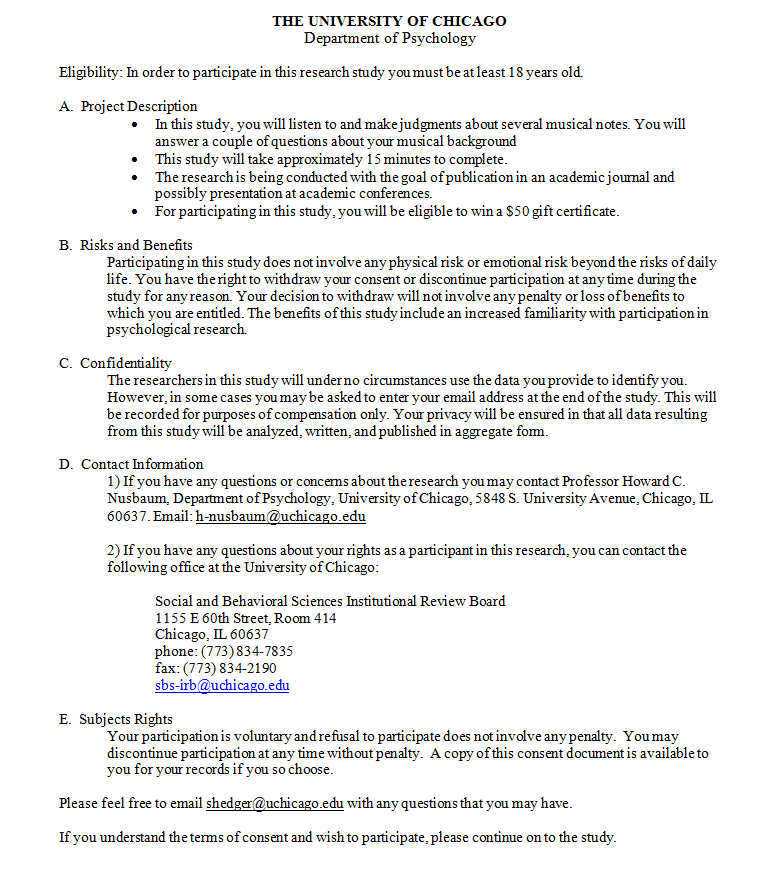 THE UNIVERSITY OF CHICAGO
Department of Psychology
Eligibility: In order to participate in this research study you must be at least 18 years old.
A. Project Description
• In this study, you will listen to and make judgments about several musical notes. You will
answer a couple of questions about your musical background
• This study will take approximately 15 minutes to complete.
• The research is being conducted with the goal of publication in an academic journal and
possibly presentation at academic conferences.
• For participating in this study, you will be eligible to win a $50 gift certificate.
B. Risks and Benefits
Participating in this study does not involve any physical risk or emotional risk beyond the risks of daily
life. You have the right to withdraw your consent or discontinue participation at any time during the
study for any reason. Your decision to withdraw will not involve any penalty or loss of benefits to
which you are entitled. The benefits of this study include an increased familiarity with participation in
psychological research.
C. Confidentiality
The researchers in this study will under no circumstances use the data you provide to identify you.
However, in some cases you may be asked to enter your email address at the end of the study. This will
be recorded for purposes of compensation only. Your privacy will be ensured in that all data resulting
from this study will be analyzed, written, and published in aggregate form.
D. Contact Information
1) If you have any questions or concerns about the research you may contact Professor Howard C.
Nusbaum, Department of Psychology, University of Chicago, 5848 S. University Avenue, Chicago, IL
60637. Email: h-nusbaum@uchicago.edu
2) If you have any questions about your rights as a participant in this research, you can contact the
following office at the University of Chicago:
Social and Behavioral Sciences Institutional Review Board
1155 E 60th Street, Room 414
Chicago, IL 60637
phone: (773) 834-7835
fax: (773) 834-2190
sbs-irb@uchicago.edu
E. Subjects Rights
Your participation is voluntary and refusal to participate does not involve any penalty. You may
discontinue participation at any time without penalty. A copy of this consent document is available to
you for your records if you so choose.
Please feel free to email shedger@uchicago.edu with any questions that you may have.
If you understand the terms of consent and wish to participate, please continue on to the study.